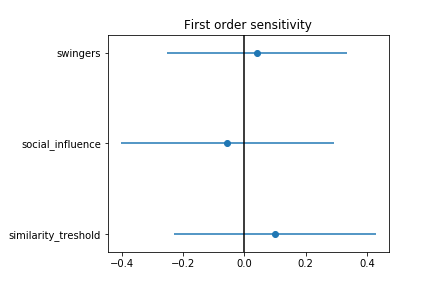 First order sensitivity
swingers
social_influence
similarity_treshold
−0.4 −0.2 0.0 0.2 0.4